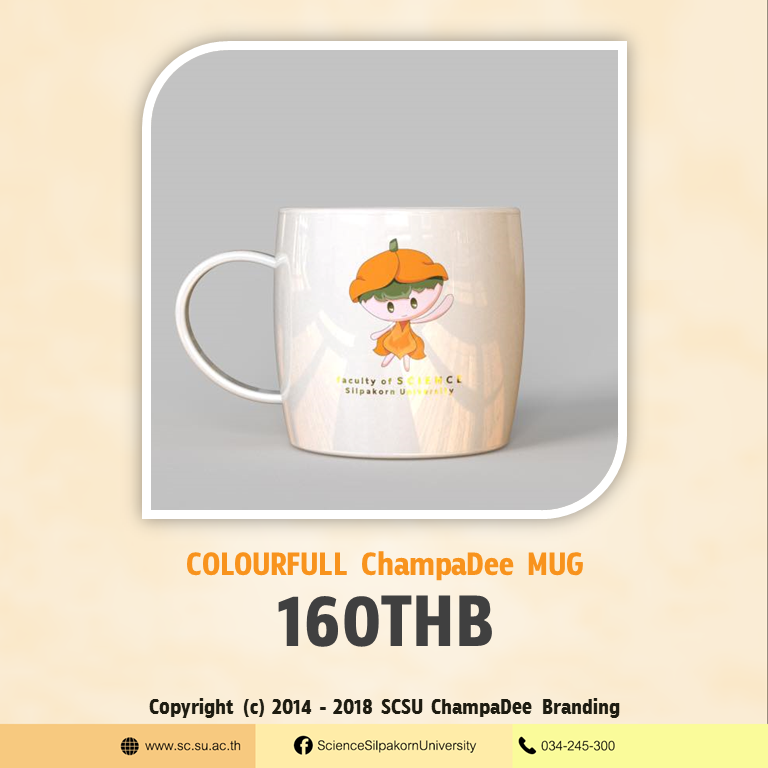 Faculty of SCIENCE
Silpakorn University
COLOURFULL ChampaDee MUG
160THB
Copyright (c) 2014 - 2018 SCSU ChampaDee Branding
www.sc.su.ac.th
ScienceSilpakornUniversity
034-245-300